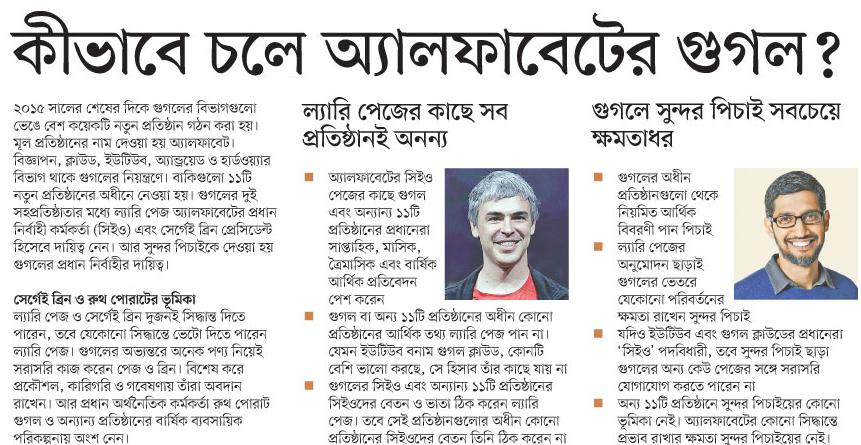 কীভাবে চলে অ্যালফাবেটের গুগল?
২০১৫ সালের শেষের দিকে গুগলের বিভাগগুলো
ভেঙে বেশ কয়েকটি নতুন প্রতিষ্ঠান গঠন করা হয়।
মূল প্রতিষ্ঠানের নাম দেওয়া হয় অ্যালফাবেট।
বিজ্ঞাপন, ক্লাউড, ইউটিউব, অ্যান্ড্রয়েড ও হার্ডওয়্যার
বিভাগ থাকে গুগলের নিয়ন্ত্রণে। বাকিগুলো ১১টি
নতুন প্রতিষ্ঠানের অধীনে নেওয়া হয়। গুগলের দুই
সহপ্রতিষ্ঠাতার মধ্যে ল্যারি পেজ অ্যালফাবেটের প্রধান
নির্বাহী কর্মকর্তা (সিইও) এবং সের্গেই ব্রিন প্রেসিডেন্ট
হিসেবে দায়িত্ব নেন। আর সুন্দর পিচাইকে দেওয়া হয়
গুগলের প্রধান নির্বাহীর দায়িত্ব।
সের্গেই ব্রিন ও রুথ পোরাটের ভূমিকা
ল্যারি পেজ ও সের্গেই ব্রিন দুজনই সিদ্ধান্ত দিতে
পারেন, তবে যেকোনো সিদ্ধান্তে ভেটো দিতে পারেন
ল্যারি পেজ। গুগলের অভ্যন্তরে অনেক পণ্য নিয়েই
সরাসরি কাজ করেন পেজ ও ব্রিন। বিশেষ করে
প্রকৌশল, কারিগরি ও গবেষণায় তাঁরা অবদান
রাখেন। আর প্রধান অর্থনৈতিক কর্মকর্তা রুথ পোরাট
গুগল ও অন্যান্য প্রতিষ্ঠানের বার্ষিক ব্যবসায়িক
পরিকল্পনায় অংশ নেন।
ল্যারি পেজের কাছে সব
প্রতিষ্ঠানই অনন্য
অ্যালফাবেটের সিইও
পেজের কাছে গুগল
এবং অন্যান্য ১১টি
প্রতিষ্ঠানের প্রধানেরা
সাপ্তাহিক, মাসিক,
ত্রৈমাসিক এবং বার্ষিক
আর্থিক প্রতিবেদন
পেশ করেন
গুগল বা অন্য ১১টি প্রতিষ্ঠানের অধীন কোনো
প্রতিষ্ঠানের আর্থিক তথ্য ল্যারি পেজ পান না।
যেমন ইউটিউব বনাম গুগল ক্লাউড, কোনটি
বেশি ভালো করছে, সে হিসাব তাঁর কাছে যায় না
গুগলের সিইও এবং অন্যান্য ১১টি প্রতিষ্ঠানের
সিইওদের বেতন ও ভাতা ঠিক করেন ল্যারি
পেজ। তবে সেই প্রতিষ্ঠানগুলোর অধীন কোনো
প্রতিষ্ঠানের সিইওদের বেতন তিনি ঠিক করেন না
গুগলে সুন্দর পিচাই সবচেয়ে
ক্ষমতাধর
গুগলের অধীন
প্রতিষ্ঠানগুলো থেকে
নিয়মিত আর্থিক
বিবরণী পান পিচাই
ল্যারি পেজের
অনুমোদন ছাড়াই
গুগলের ভেতরে
যেকোনো পরিবর্তনের
ক্ষমতা রাখেন সুন্দর পিচাই
যদিও ইউটিউব এবং গুগল ক্লাউডের প্রধানেরা
‘সিইও’ পদবিধারী, তবে সুন্দর পিচাই ছাড়া
গুগলের অন্য কেউ পেজের সঙ্গে সরাসরি
যোগাযোগ করতে পারেন না
অন্য ১১টি প্রতিষ্ঠানে সুন্দর পিচাইয়ের কোনো
ভূমিকা নেই। অ্যালফাবেটের কোনো সিদ্ধান্তে
প্রভাব রাখার ক্ষমতা সুন্দর পিচাইয়ের নেই।